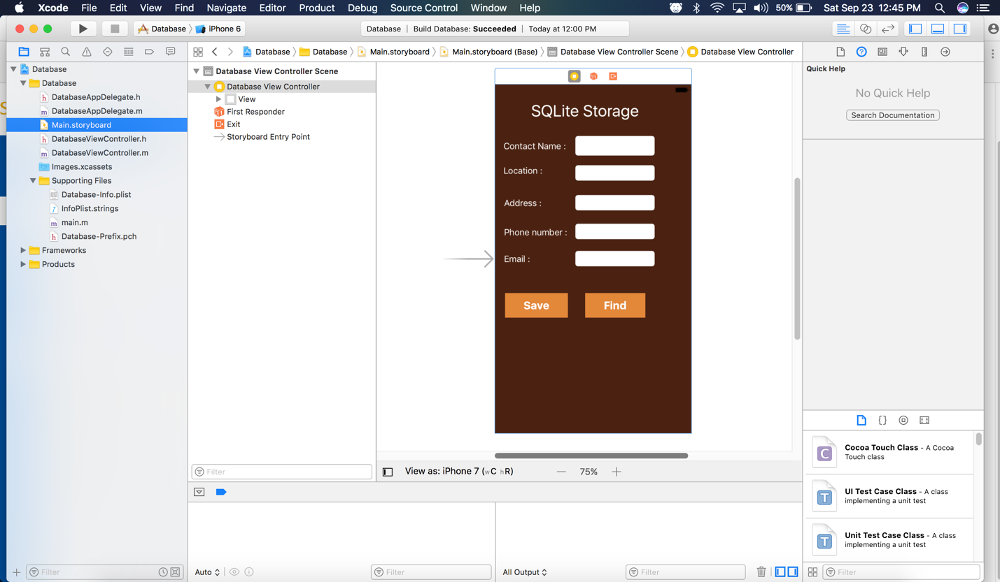 Xcode File Edit View Find Navigate Editor Product Debug Source Control Window Help 50% Sat Sep 23 12:45 PM
Database iPhone 6 Database | Build Database: Succeeded | Today at 12:00 PM
Database Database Main.storyboard Main.storyboard (Base) Database View Controller Scene Database View Controller
Database
Database
DatabaseAppDelegate.h
DatabaseAppDelegate.m
Main.storyboard
DatabaseViewController.h
DatabaseViewController.m
Images.xcassets
Supporting Files
Database-Info.plist
InfoPlist.strings
main.m
Database-Prefix.pch
Frameworks
Products
Filter
Database View Controller Scene
Database View Controller
View
First Responder
Exit
Storyboard Entry Point
Filter
SQLite Storage
Contact Name :
Location :
Address :
Phone number :
Email :
Save Find
View as: iPhone 7 (wC hR) — 75% +
Auto Filter
All Output Filter
Quick Help
No Quick Help
Search Documentation
{}
C Cocoa Touch Class - A Cocoa
Touch class
T UI Test Case Class - A class
implementing a unit test
T Unit Test Case Class - A class
implementing a unit test
Filter